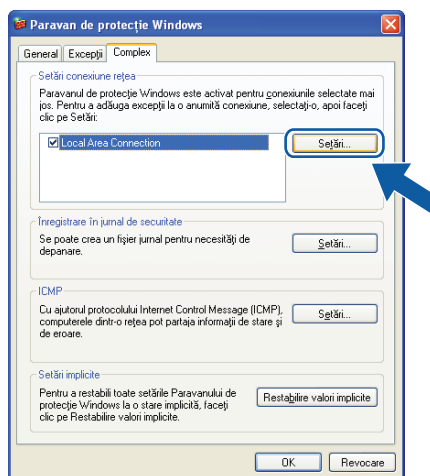 Paravan de protecție Windows
General Excepții Complex
Setări conexiune rețea
Paravanul de protecție Windows este activat pentru conexiunile selectate mai
jos. Pentru a adăuga excepții la o anumită conexiune, selectați-o, apoi faceți
clic pe Setări:
Local Area Connection
Setări...
Înregistrare în jurnal de securitate
Se poate crea un fișier jurnal pentru necesități de
depanare.
Setări...
ICMP
Cu ajutorul protocolului Internet Control Message (ICMP),
computerele dintr-o rețea pot partaja informații de stare și
de eroare.
Setări...
Setări implicite
Pentru a restabili toate setările Paravanului de
protecție Windows la o stare implicită, faceți
clic pe Restabilire valori implicite.
Restabilire valori implicite
OK Revocare